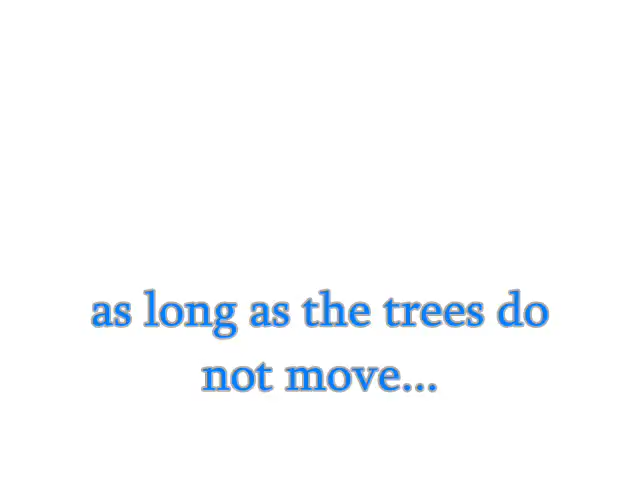 as long as the trees do
not move...